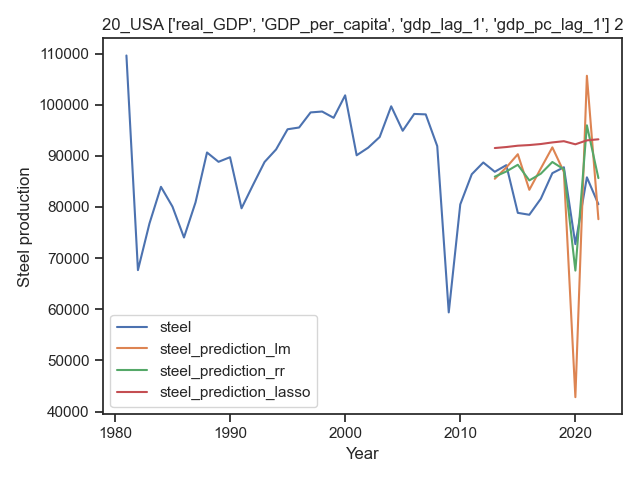 20_USA ['real_GDP', 'GDP_per_capita', 'gdp_lag_1', 'gdp_pc_lag_1'] 2
110000
100000
90000
80000
70000
60000
50000
40000
Steel production
steel
steel_prediction_lm
steel_prediction_rr
steel_prediction_lasso
1980
1990
2000
2010
2020
Year